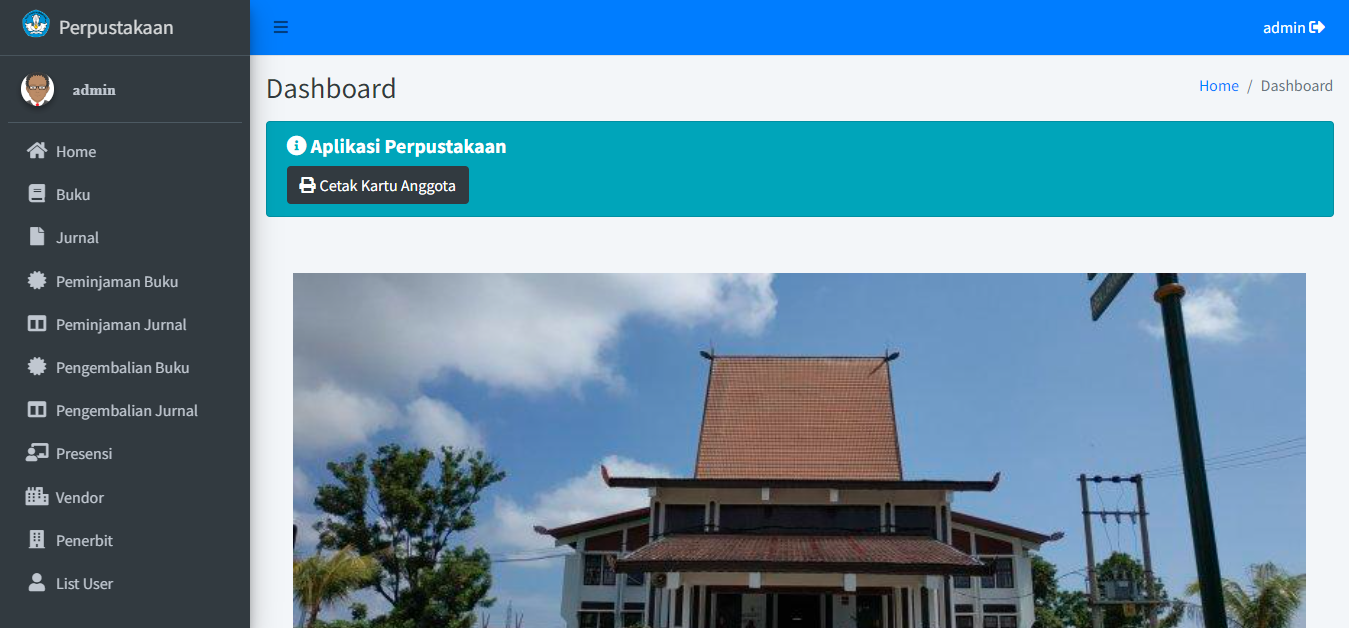 Perpustakaan
admin
admin
Home
Buku
Jurnal
Peminjaman Buku
Peminjaman Jurnal
Pengembalian Buku
Pengembalian Jurnal
Presensi
Vendor
Penerbit
List User
Dashboard
Home / Dashboard
Aplikasi Perpustakaan
Cetak Kartu Anggota